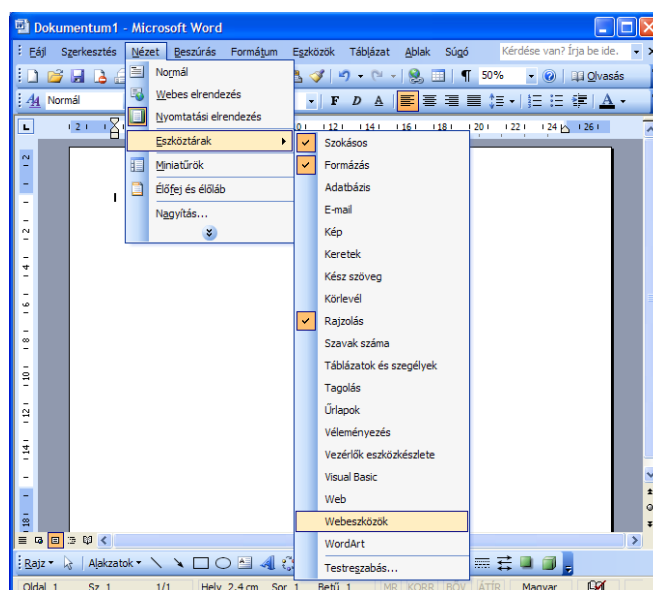 Dokumentum1 - Microsoft Word
Fájl Szerkesztés Nézet Beszúrás Formátum Eszközök Táblázat Ablak Súgó Kérdése van? Írja be ide.
50% Olvasás
Normál F D A A
Normál
Webes elrendezés
Nyomtatási elrendezés
Eszköztárak
Miniatűrök
Élőfej és élőláb
Nagyítás...
Szokásos
Formázás
Adatbázis
E-mail
Kép
Keretek
Kész szöveg
Körlevél
Rajzolás
Szavak száma
Táblázatok és szegélyek
Tagolás
Űrlapok
Véleményezés
Vezérlők eszközkészlete
Visual Basic
Web
Webeszközök
WordArt
Testreszabás...
Rajz Alakzatok
Oldal 1 Sz 1 1/1 Hely 2,4 cm Sor 1 Betű 1 MR KORR BŐV ÁTÍR Magyar